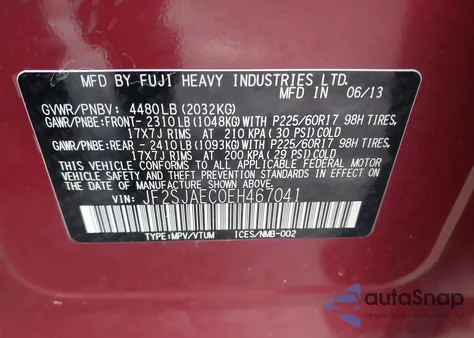 MFD BY FUJI HEAVY INDUSTRIES LTD.
MFD IN 06/13
GVWR/PNBV: 4480LB (2032KG)
GAWR/PNBE:FRONT- 2310LB (1048KG)WITH P225/60R17 98H TIRES,
17X7J RIMS AT 210 KPA (30 PSI)COLD
GAWR/PNBE:REAR - 2410LB (1093KG)WITH P225/60R17 98H TIRES,
17X7J RIMS AT 200 KPA (29 PSI)COLD
THIS VEHICLE CONFORMS TO ALL APPLICABLE FEDERAL MOTOR
VEHICLE SAFETY AND THEFT PREVENTION STANDARDS IN EFFECT
ON THE DATE OF MANUFACTURE SHOWN ABOVE.
VIN: JF2SJAEC0EH467041
TYPE:MPV/VTUM ICES/NMB-002
autoSnap